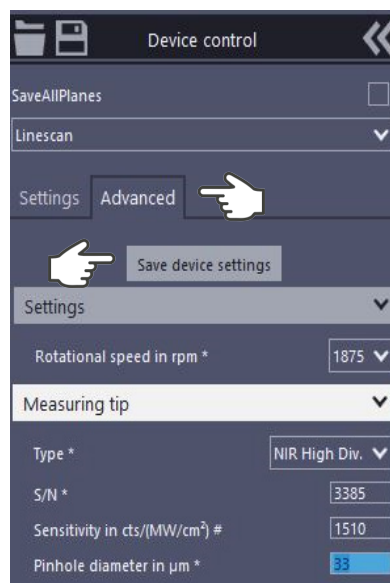 Device control
SaveAllPlanes
Linescan
Settings Advanced
Save device settings
Settings
Rotational speed in rpm * 1875
Measuring tip
Type * NIR High Div.
S/N * 3385
Sensitivity in cts/(MW/cm²) # 1510
Pinhole diameter in µm * 33